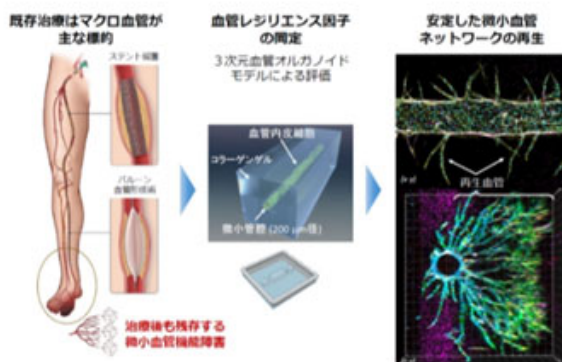 既存治療はマクロ血管が
主な標的
ステント留置
バルーン
血管形成術
治療後も残存する
微小血管機能障害
血管レジリエンス因子
の同定
3次元血管オルガノイド
モデルによる評価
血管内皮細胞
コラーゲンゲル
微小管腔 (200 μm径)
安定した微小血管
ネットワークの再生
再生血管